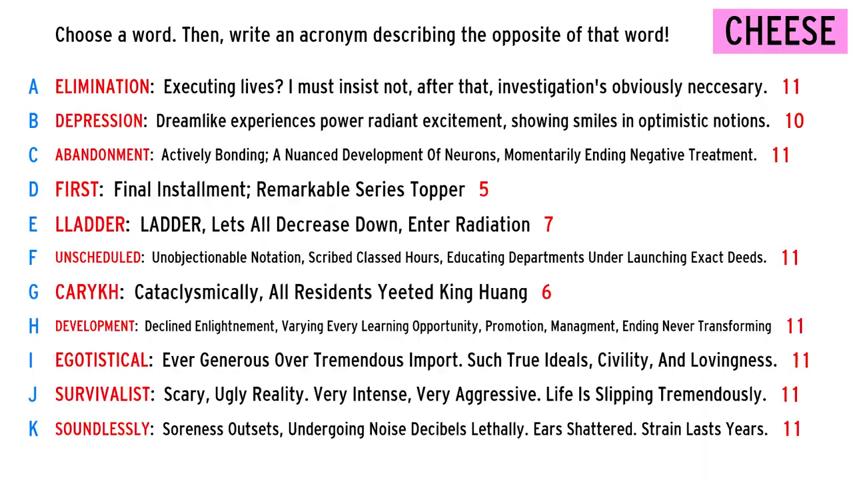 Choose a word. Then, write an acronym describing the opposite of that word!
CHEESE
A ELIMINATION: Executing lives? I must insist not, after that, investigation's obviously neccesary. 11
B DEPRESSION: Dreamlike experiences power radiant excitement, showing smiles in optimistic notions. 10
C ABANDONMENT: Actively Bonding; A Nuanced Development Of Neurons, Momentarily Ending Negative Treatment. 11
D FIRST: Final Installment; Remarkable Series Topper 5
E LLADDER: LADDER, Lets All Decrease Down, Enter Radiation 7
F UNSCHEDULED: Unobjectionable Notation, Scribed Classed Hours, Educating Departments Under Launching Exact Deeds. 11
G CARYKH: Cataclysmically, All Residents Yeeted King Huang 6
H DEVELOPMENT: Declined Enlightnement, Varying Every Learning Opportunity, Promotion, Managment, Ending Never Transforming 11
I EGOTISTICAL: Ever Generous Over Tremendous Import. Such True Ideals, Civility, And Lovingness. 11
J SURVIVALIST: Scary, Ugly Reality. Very Intense, Very Aggressive. Life Is Slipping Tremendously. 11
K SOUNDLESSLY: Soreness Outsets, Undergoing Noise Decibels Lethally. Ears Shattered. Strain Lasts Years. 11